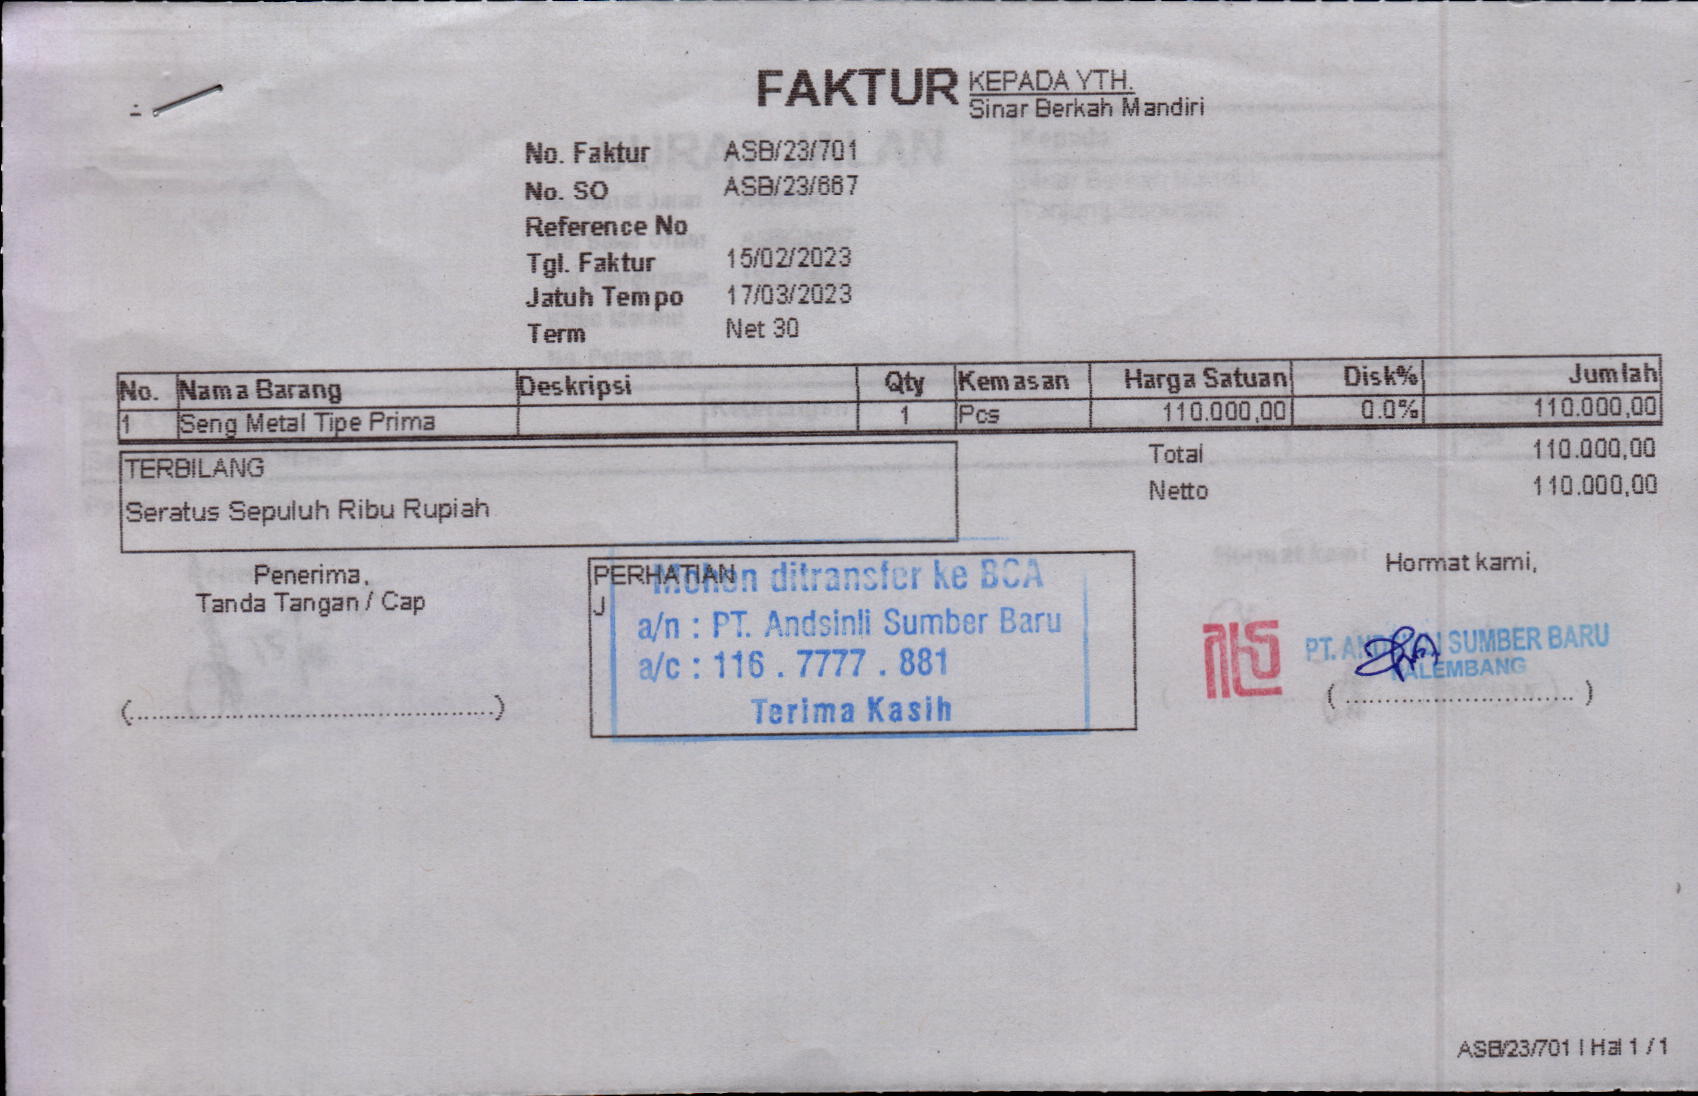 FAKTUR
KEPADA YTH.
Sinar Berkah Mandiri
No. Faktur ASB/23/701
No. SO ASB/23/667
Reference No
Tgl. Faktur 15/02/2023
Jatuh Tempo 17/03/2023
Term Net 30
No. Nama Barang Deskripsi Qty Kemasan Harga Satuan Disk% Jumlah
1 Seng Metal Tipe Prima 1 Pcs 110.000,00 0.0% 110.000,00
Total 110.000,00
Netto 110.000,00
TERBILANG
Seratus Sepuluh Ribu Rupiah
Penerima,
Tanda Tangan / Cap
(............................................)
PERHATIAN
J
Mohon ditransfer ke BCA
a/n : PT. Andsinli Sumber Baru
a/c : 116 . 7777 . 881
Terima Kasih
Hormat kami,
PT. SUMBER BARU
PALEMBANG
(............................)
ASB/23/701 | Hal 1 / 1